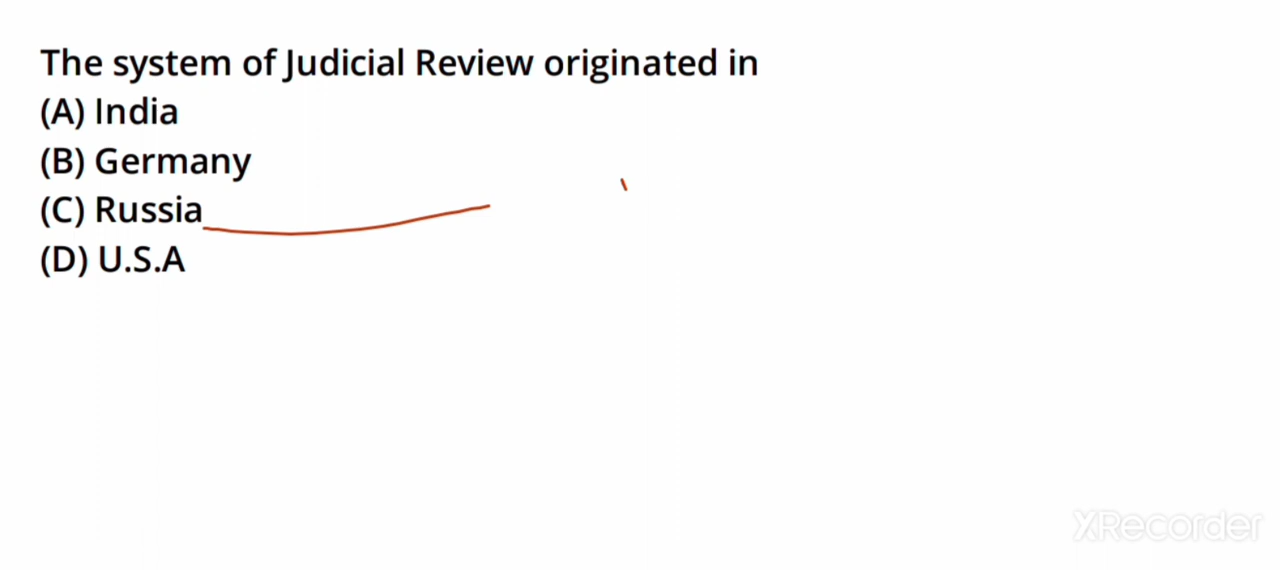 The system of Judicial Review originated in
(A) India
(B) Germany
(C) Russia
(D) U.S.A
XRecorder